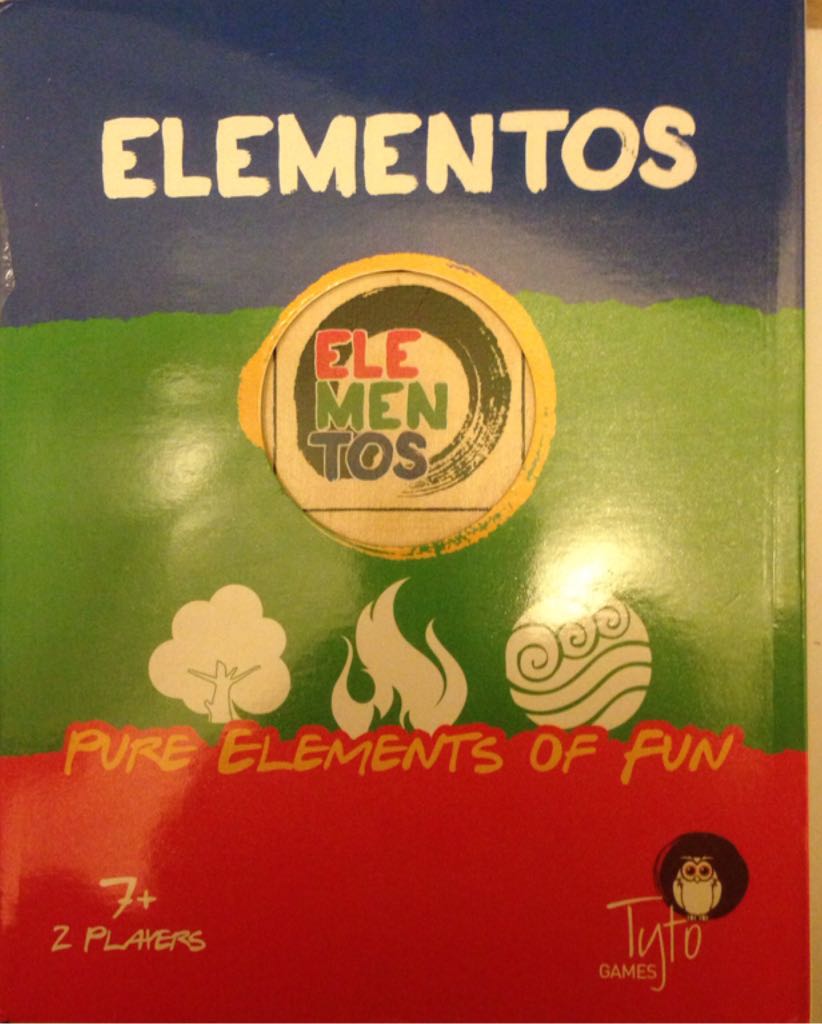 ELEMENTOS
ELE
MEN
TOS
PURE ELEMENTS OF FUN
7+
2 PLAYERS
Tyto
GAMES